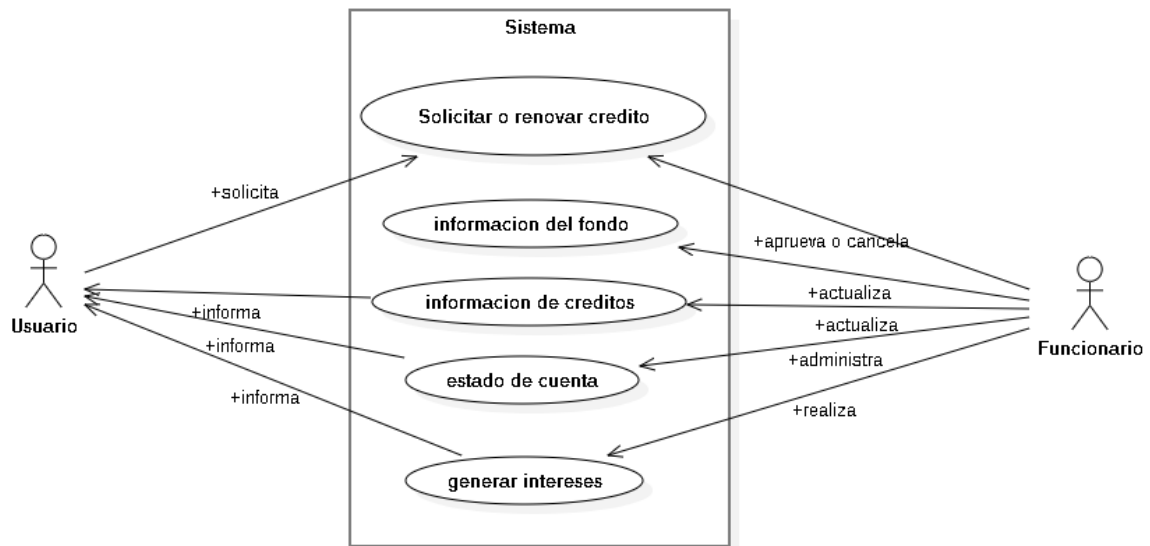 Sistema
Solicitar o renovar credito
+solicita
informacion del fondo
+aprueva o cancela
Usuario
informacion de creditos
+actualiza
+informa
+actualiza
Funcionario
+informa
+administra
estado de cuenta
+informa
+realiza
generar intereses